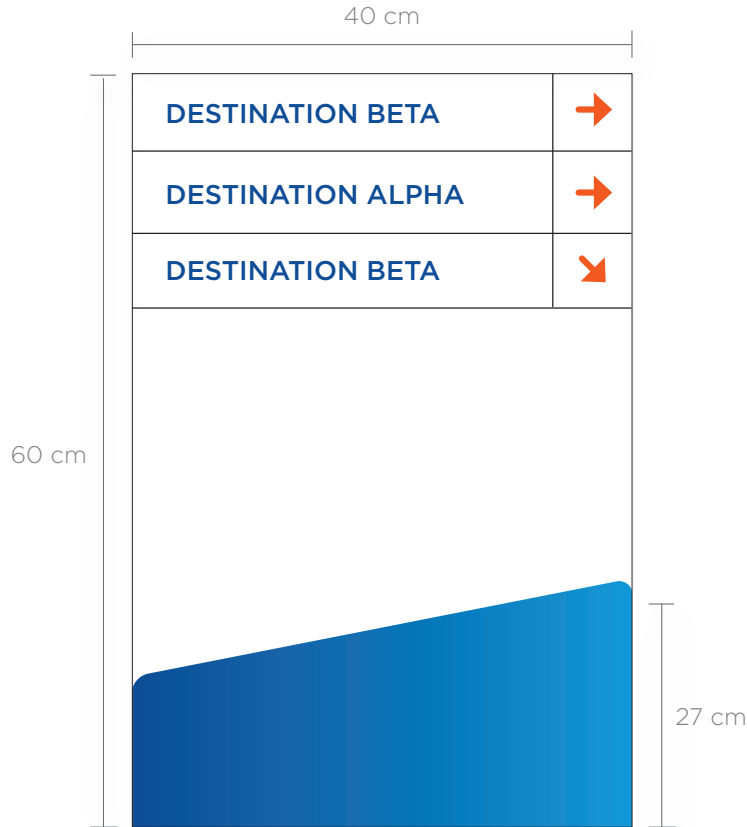 40 cm
DESTINATION BETA
DESTINATION ALPHA
DESTINATION BETA
60 cm
27 cm